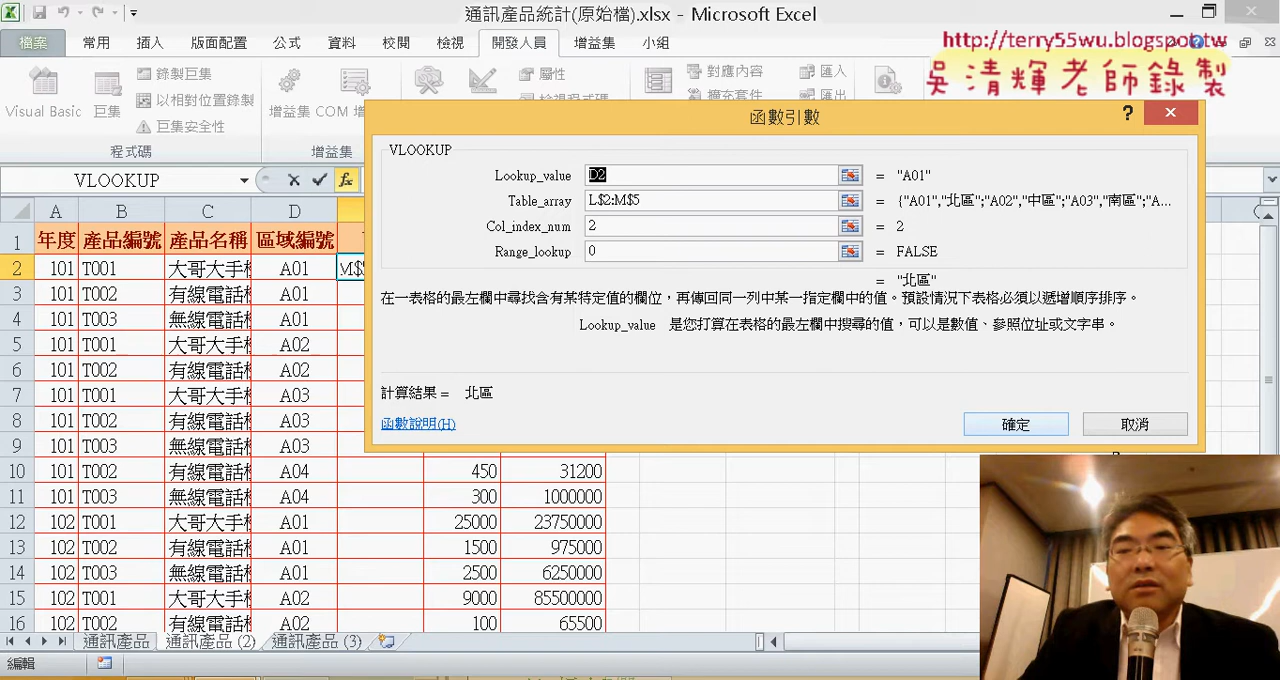 通訊產品統計(原始檔).xlsx - Microsoft Excel
檔案 常用 插入 版面配置 公式 資料 校閱 檢視 開發人員 增益集 小組
http://terry55wu.blogspot.tw
吳清輝老師錄製
Visual Basic 巨集 錄製巨集 以相對位置錄製 巨集安全性
增益集 COM 增 屬性 對應內容 匯入
程式碼 增益集
函數引數
VLOOKUP
VLOOKUP
Lookup_value D2 = "A01"
Table_array L$2:M$5 = {"A01","北區";"A02","中區";"A03","南區";"A...
Col_index_num 2 = 2
Range_lookup 0 = FALSE
= "北區"
在一表格的最左欄中尋找含有某特定值的欄位，再傳回同一列中某一指定欄中的值。預設情況下表格必須以遞增順序排序。
Lookup_value 是您打算在表格的最左欄中搜尋的值，可以是數值、參照位址或文字串。
計算結果 = 北區
函數說明(H)
確定 取消
A B C D
1 年度 產品編號 產品名稱 區域編號
2 101 T001 大哥大手 A01 M$
3 101 T002 有線電話 A01
4 101 T003 無線電話 A01
5 101 T001 大哥大手 A02
6 101 T002 有線電話 A02
7 101 T001 大哥大手 A03
8 101 T002 有線電話 A03
9 101 T003 無線電話 A03
10 101 T002 有線電話 A04 450 31200
11 101 T003 無線電話 A04 300 1000000
12 102 T001 大哥大手 A01 25000 23750000
13 102 T002 有線電話 A01 1500 975000
14 102 T003 無線電話 A01 2500 6250000
15 102 T001 大哥大手 A02 9000 85500000
16 102 T002 有線電話 A02 100 65500
通訊產品 通訊產品 (2) 通訊產品 (3)
編輯